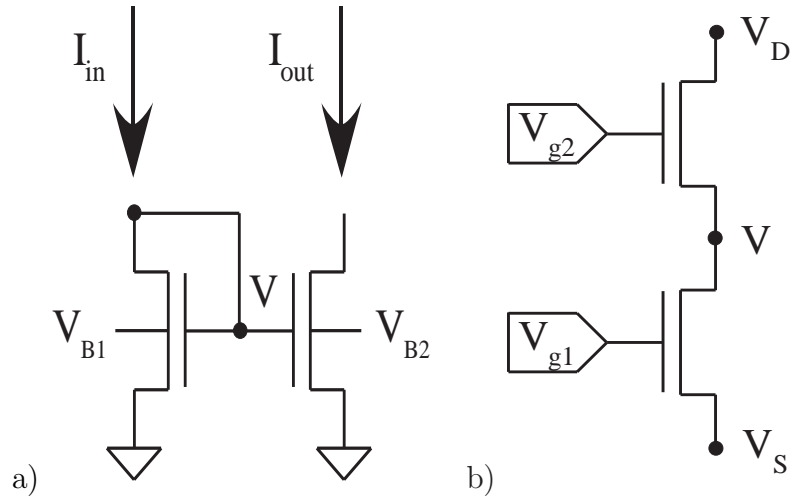 I_in
I_out
V_B1
V
V_B2
a)
V_D
V_g2
V
V_g1
V_S
b)